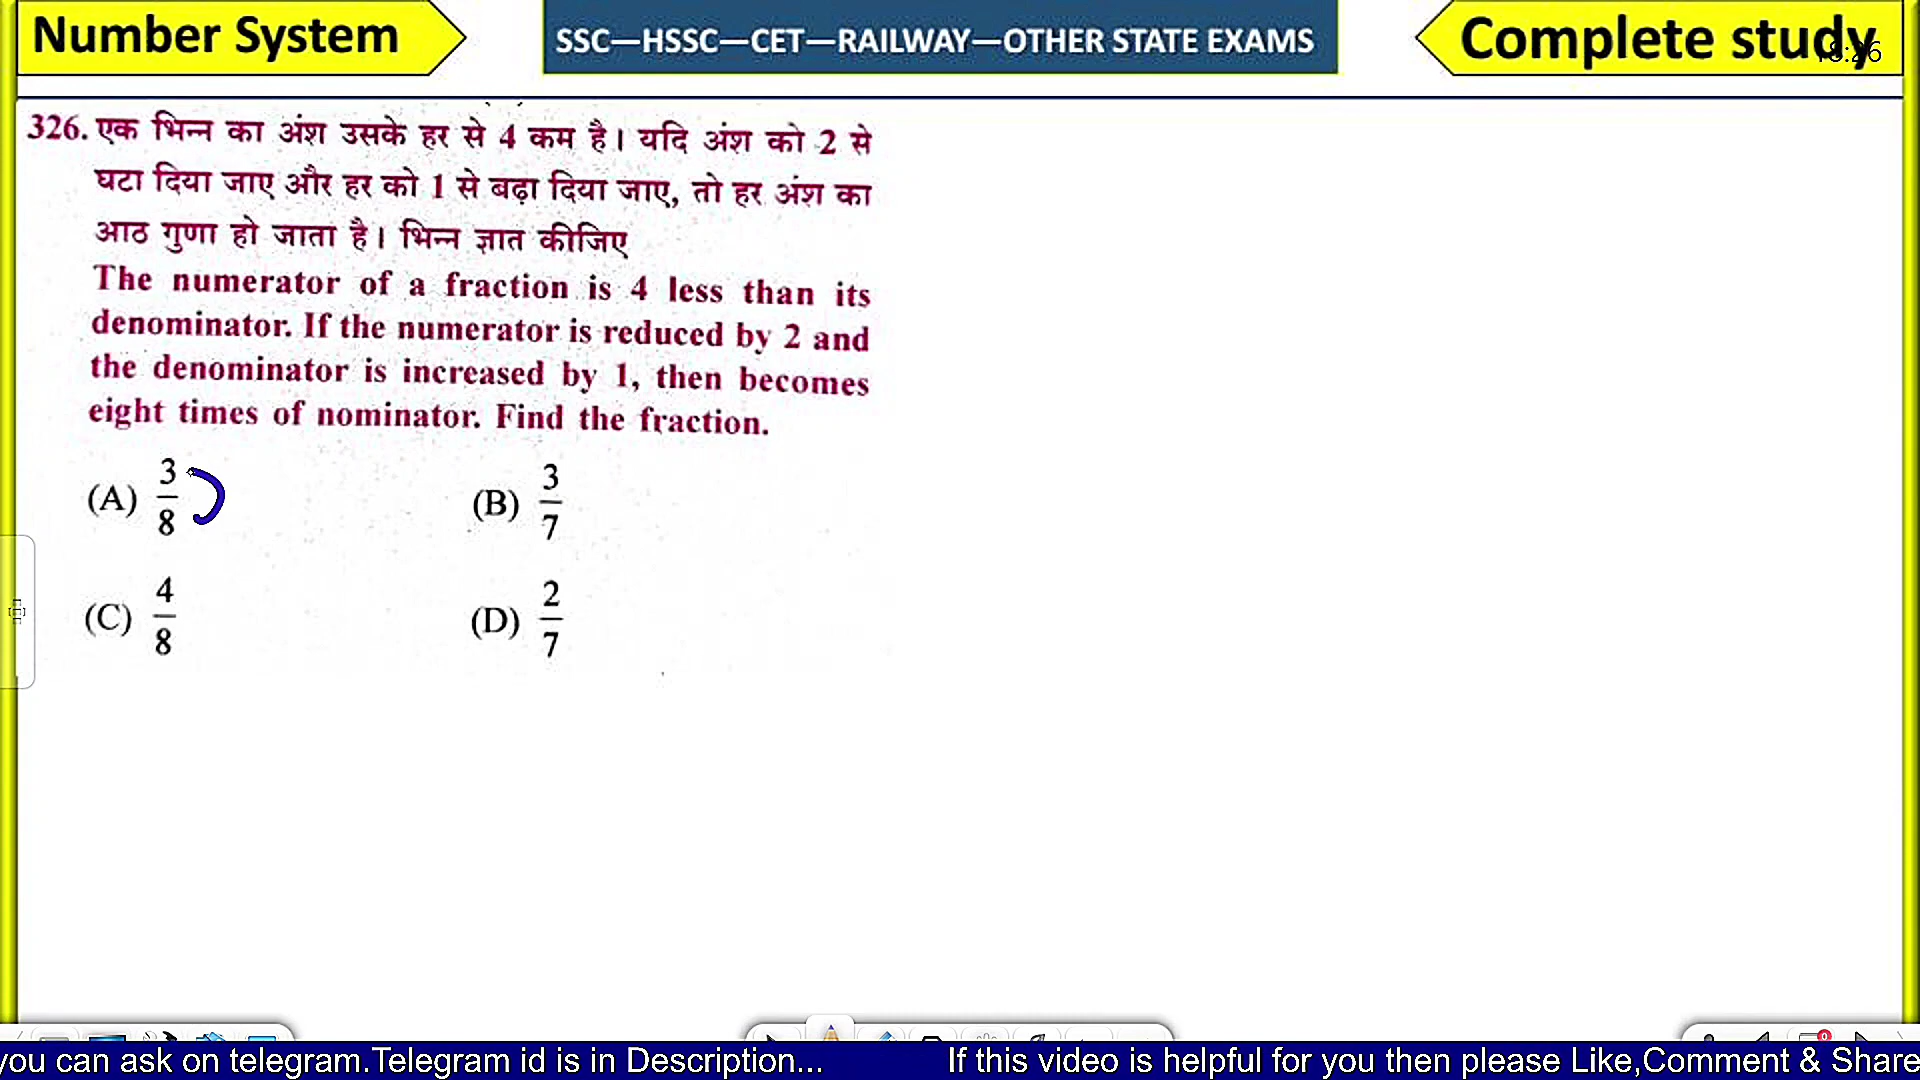 Number System
SSC—HSSC—CET—RAILWAY—OTHER STATE EXAMS
Complete study
18:26
326. एक भिन्न का अंश उसके हर से 4 कम है। यदि अंश को 2 से
घटा दिया जाए और हर को 1 से बढ़ा दिया जाए, तो हर अंश का
आठ गुणा हो जाता है। भिन्न ज्ञात कीजिए
The numerator of a fraction is 4 less than its
denominator. If the numerator is reduced by 2 and
the denominator is increased by 1, then becomes
eight times of nominator. Find the fraction.
(A) 3/8 (B) 3/7
(C) 4/8 (D) 2/7
you can ask on telegram.Telegram id is in Description... If this video is helpful for you then please Like,Comment & Share